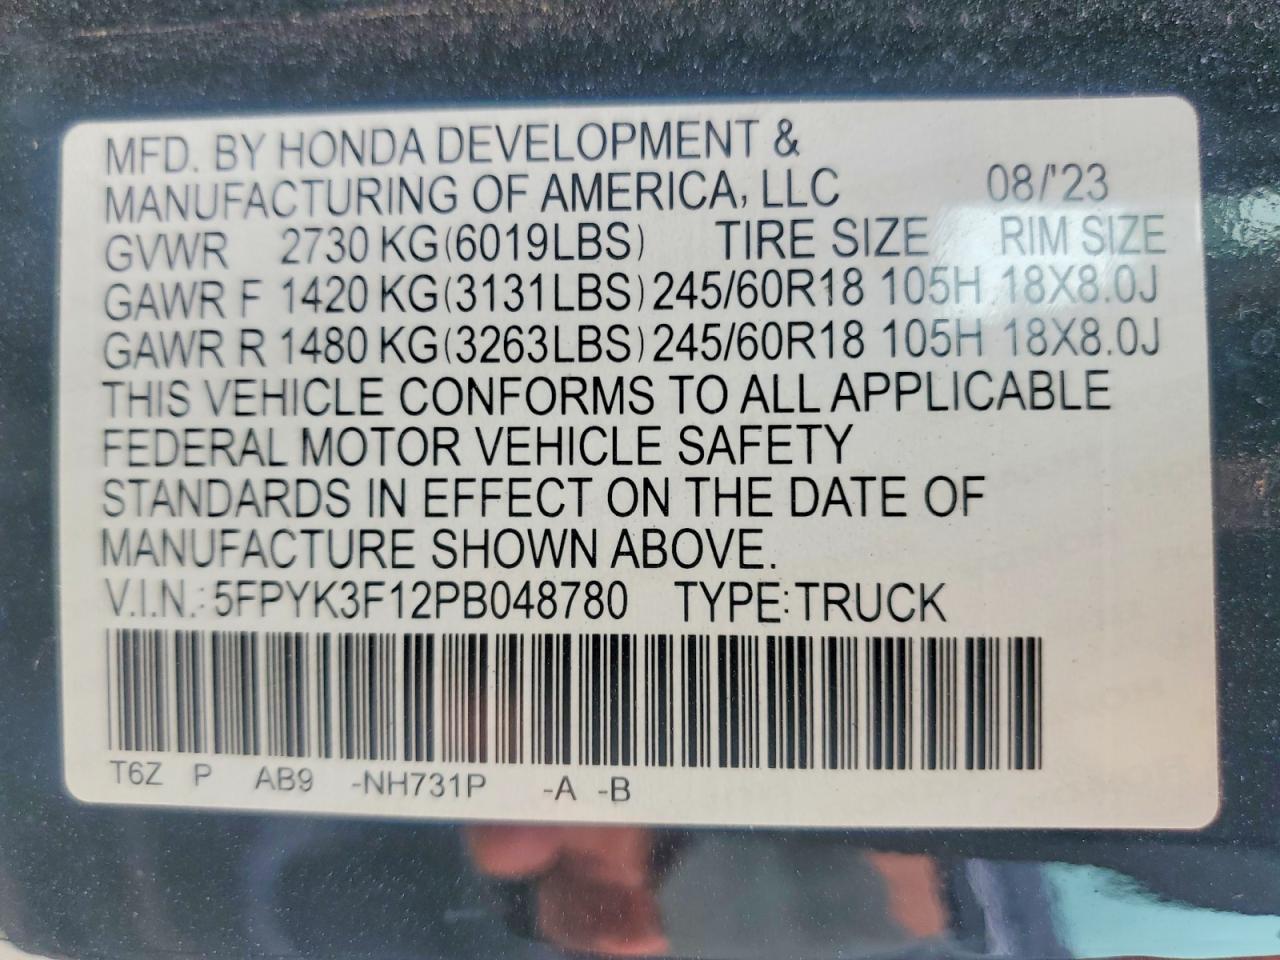 MFD. BY HONDA DEVELOPMENT &
MANUFACTURING OF AMERICA, LLC 08/'23
GVWR 2730 KG(6019LBS) TIRE SIZE RIM SIZE
GAWR F 1420 KG(3131LBS) 245/60R18 105H 18X8.0J
GAWR R 1480 KG(3263LBS) 245/60R18 105H 18X8.0J
THIS VEHICLE CONFORMS TO ALL APPLICABLE
FEDERAL MOTOR VEHICLE SAFETY
STANDARDS IN EFFECT ON THE DATE OF
MANUFACTURE SHOWN ABOVE.
V.I.N.: 5FPYK3F12PB048780 TYPE: TRUCK
T6Z P AB9 -NH731P -A -B